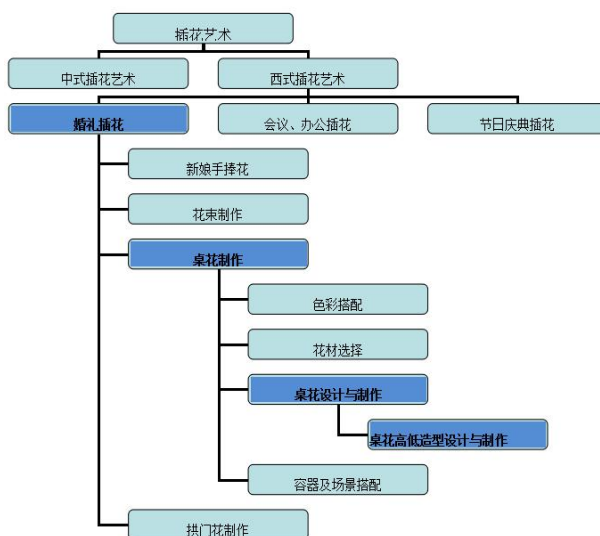 插花艺术
中式插花艺术
西式插花艺术
婚礼插花
会议、办公插花
节日庆典插花
新娘手捧花
花束制作
桌花制作
色彩搭配
花材选择
桌花设计与制作
桌花高低造型设计与制作
容器及场景搭配
拱门花制作